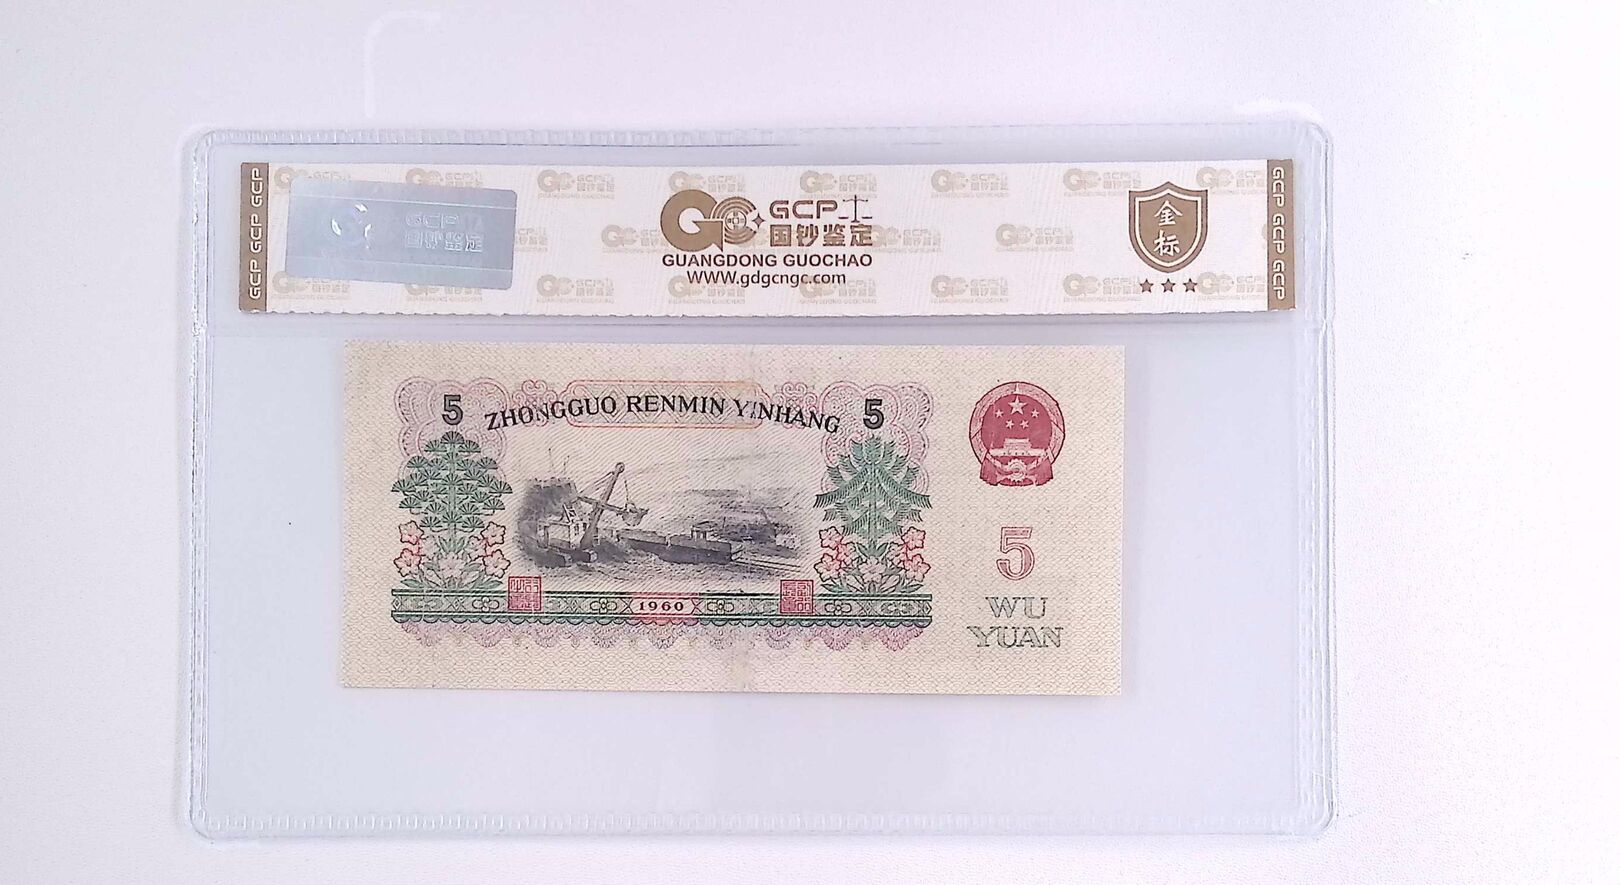 GCP GCP GCP
GCP
国钞鉴定
GCP
国钞鉴定
GUANGDONG GUOCHAO
WWW.gdgcngc.com
金
标
GCP GCP GCP
5
ZHONGGUO RENMIN YINHANG
5
1960
5
WU
YUAN